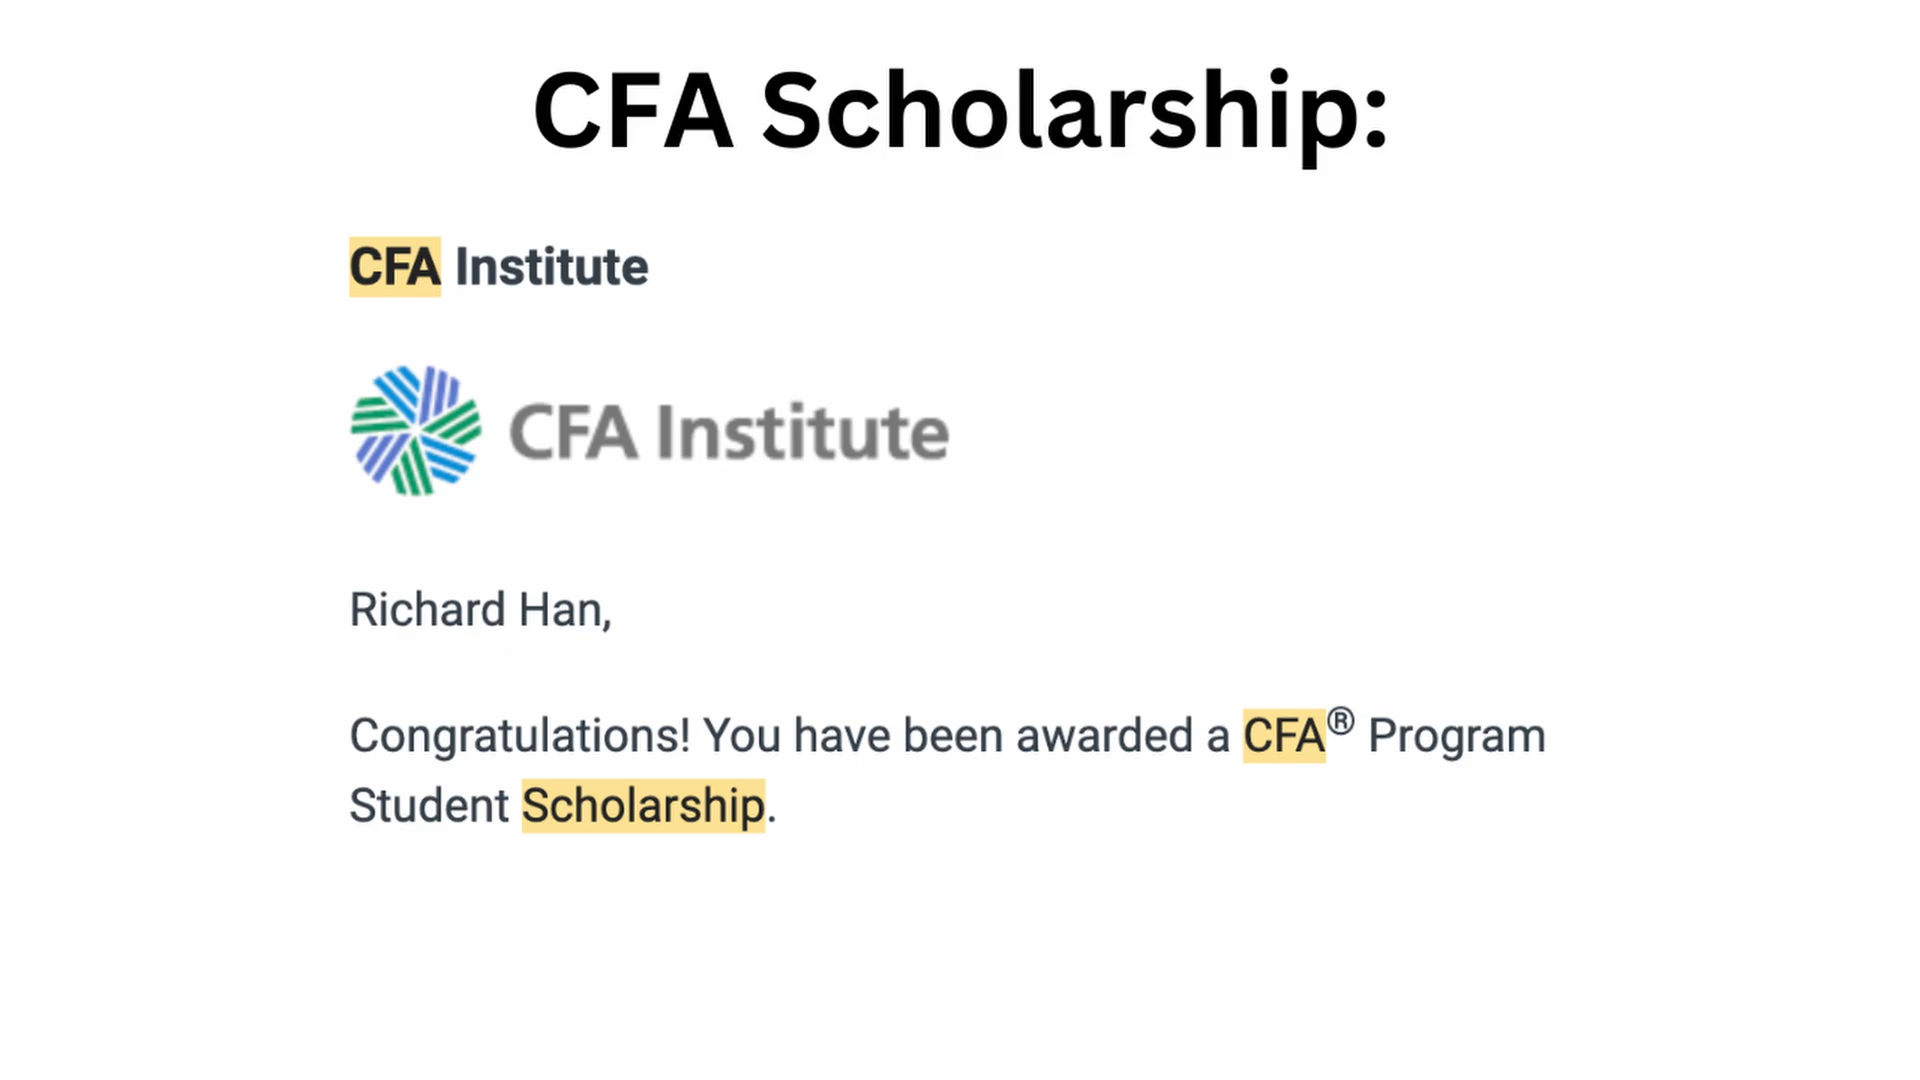 CFA Scholarship:
CFA Institute
CFA Institute
Richard Han,
Congratulations! You have been awarded a CFA® Program
Student Scholarship.